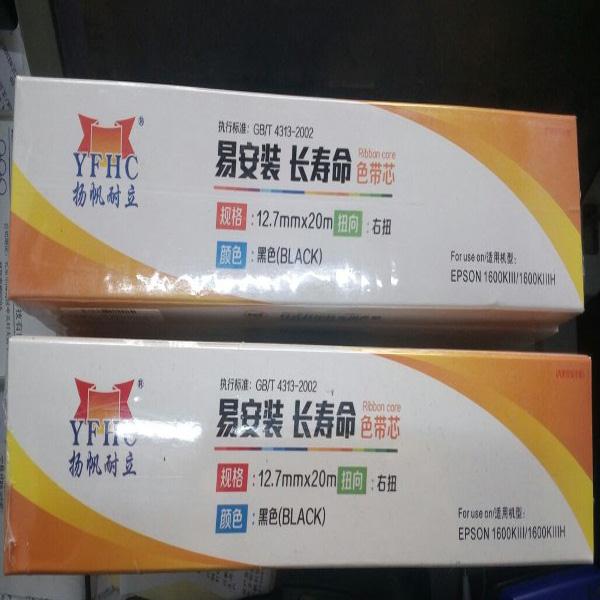 执行标准: GB/T 4313-2002
®
YFHC
扬帆耐立
易安装 长寿命
Ribbon core
色带芯
规格 : 12.7mmx20m 扭向 : 右扭
颜色 : 黑色(BLACK)
For use on/适用机型:
EPSON 1600KIII/1600KIIIH
执行标准: GB/T 4313-2002
®
YFHC
扬帆耐立
易安装 长寿命
Ribbon core
色带芯
规格 : 12.7mmx20m 扭向 : 右扭
颜色 : 黑色(BLACK)
For use on/适用机型:
EPSON 1600KIII/1600KIIIH